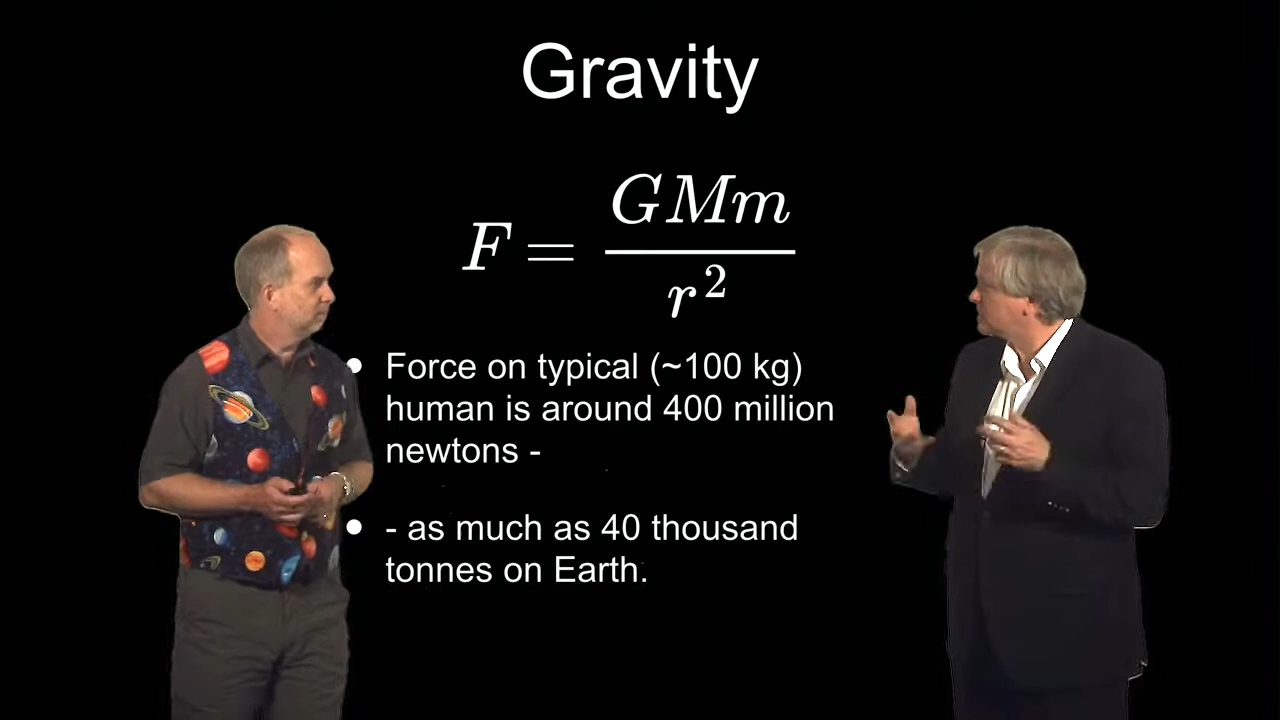 Gravity
F = GMm / r²
• Force on typical (~100 kg)
human is around 400 million
newtons -
• - as much as 40 thousand
tonnes on Earth.